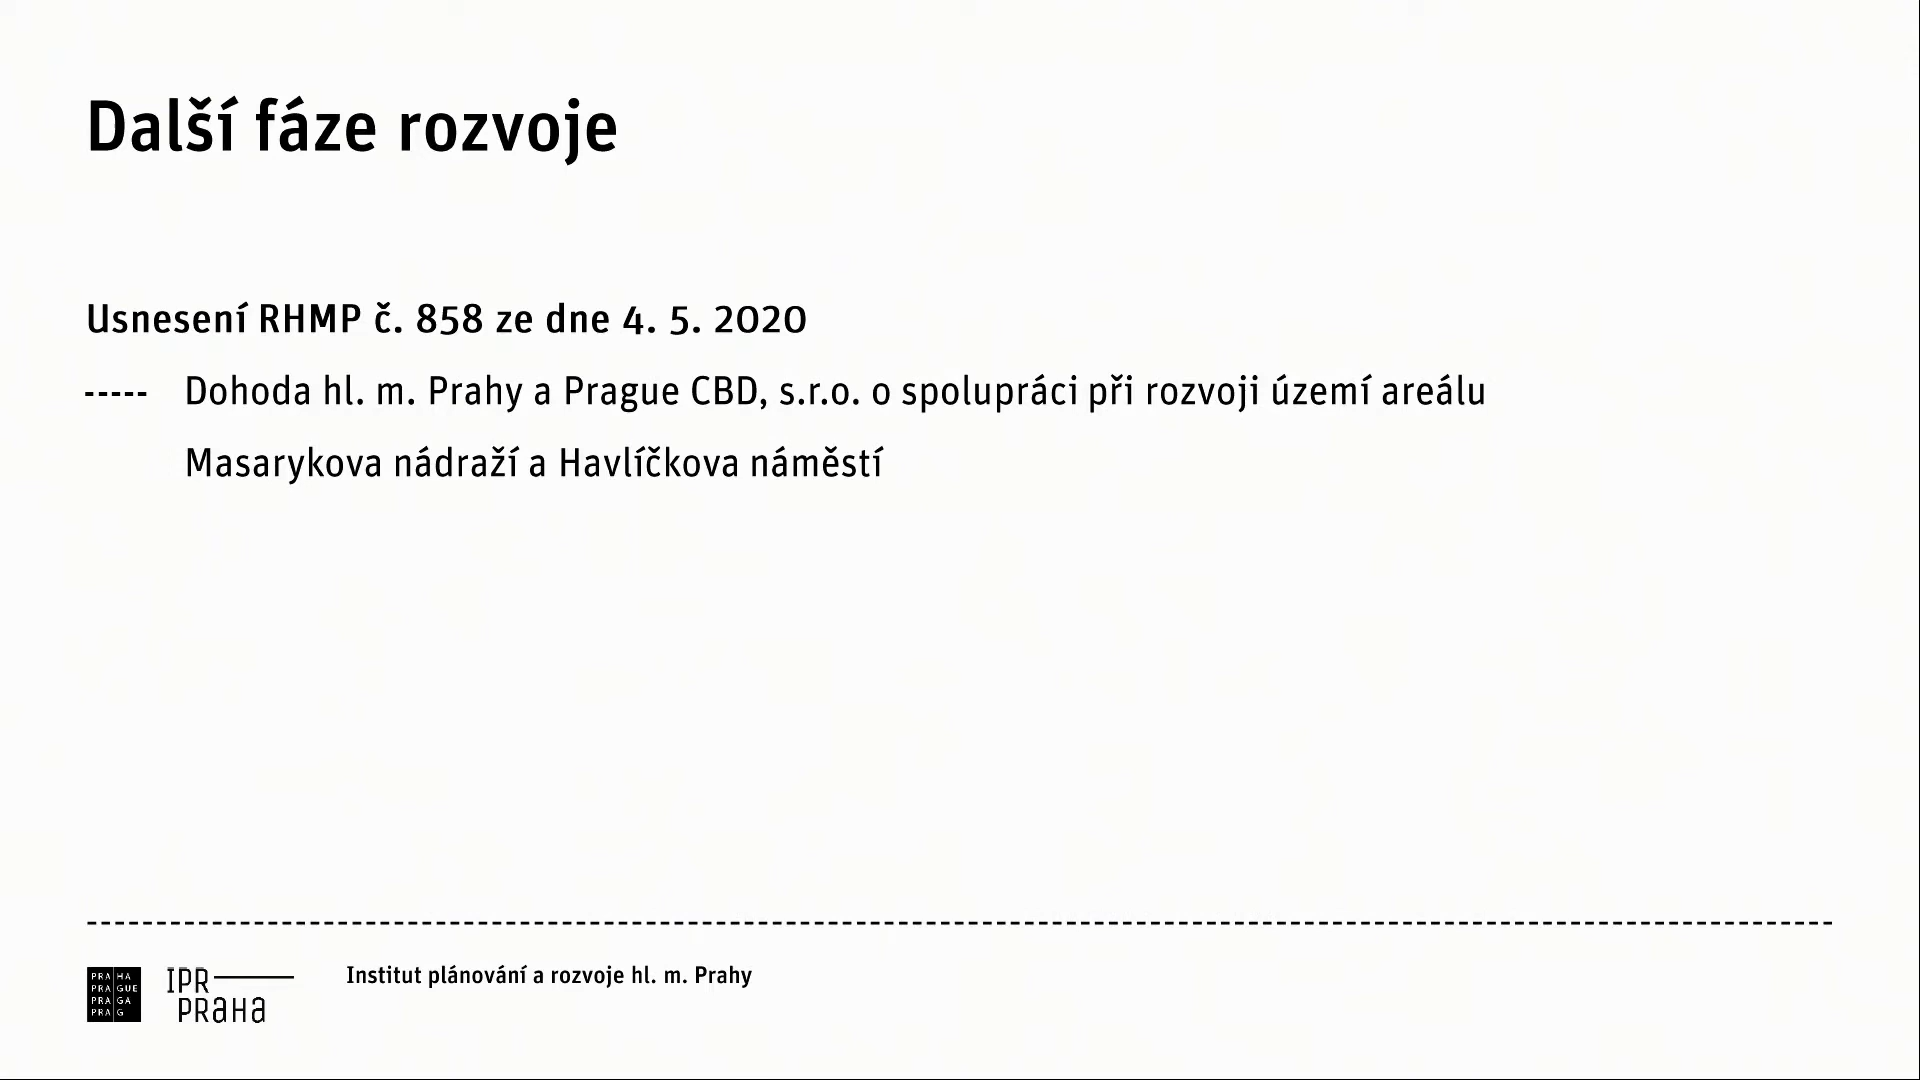 Další fáze rozvoje
Usnesení RHMP č. 858 ze dne 4. 5. 2020
----- Dohoda hl. m. Prahy a Prague CBD, s.r.o. o spolupráci při rozvoji území areálu
Masarykova nádraží a Havlíčkova náměstí
PRA HA
PRA GUE
PRA GA
PRA G
IPR
PRAHA
Institut plánování a rozvoje hl. m. Prahy